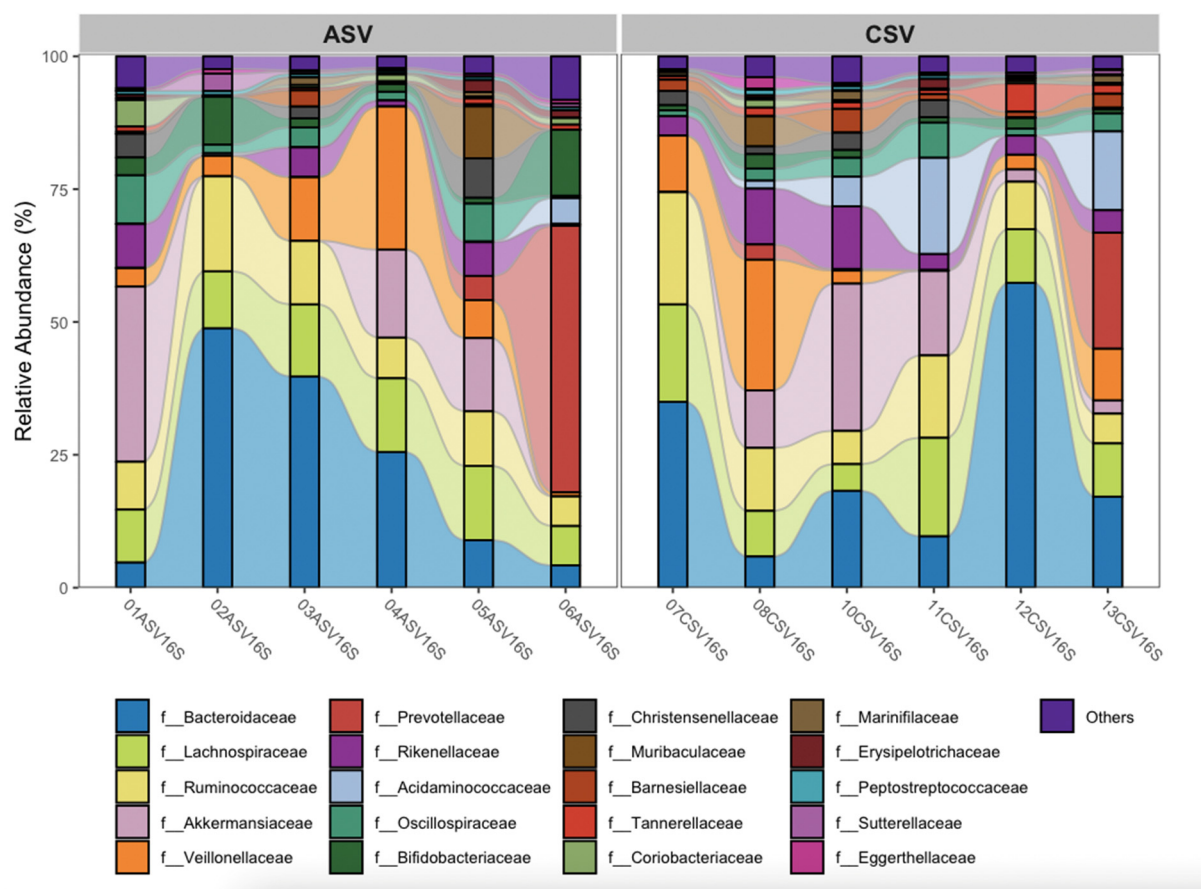 ASV CSV
Relative Abundance (%)
100
75
50
25
0
01ASV16S 02ASV16S 03ASV16S 04ASV16S 05ASV16S 06ASV16S 07CSV16S 08CSV16S 10CSV16S 11CSV16S 12CSV16S 13CSV16S
f__Bacteroidaceae f__Prevotellaceae f__Christensenellaceae f__Marinifilaceae Others
f__Lachnospiraceae f__Rikenellaceae f__Muribaculaceae f__Erysipelotrichaceae
f__Ruminococcaceae f__Acidaminococcaceae f__Barnesiellaceae f__Peptostreptococcaceae
f__Akkermansiaceae f__Oscillospiraceae f__Tannerellaceae f__Sutterellaceae
f__Veillonellaceae f__Bifidobacteriaceae f__Coriobacteriaceae f__Eggerthellaceae